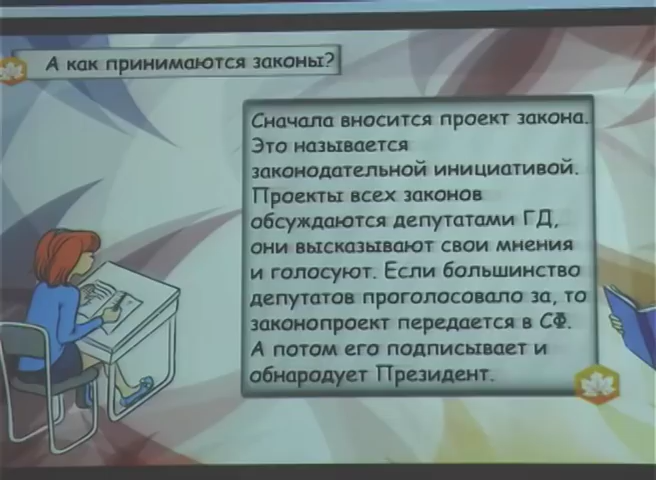 А как принимаются законы?
Сначала вносится проект закона.
Это называется
законодательной инициативой.
Проекты всех законов
обсуждаются депутатами ГД,
они высказывают свои мнения
и голосуют. Если большинство
депутатов проголосовало за, то
законопроект передается в СФ.
А потом его подписывает и
обнародует Президент.